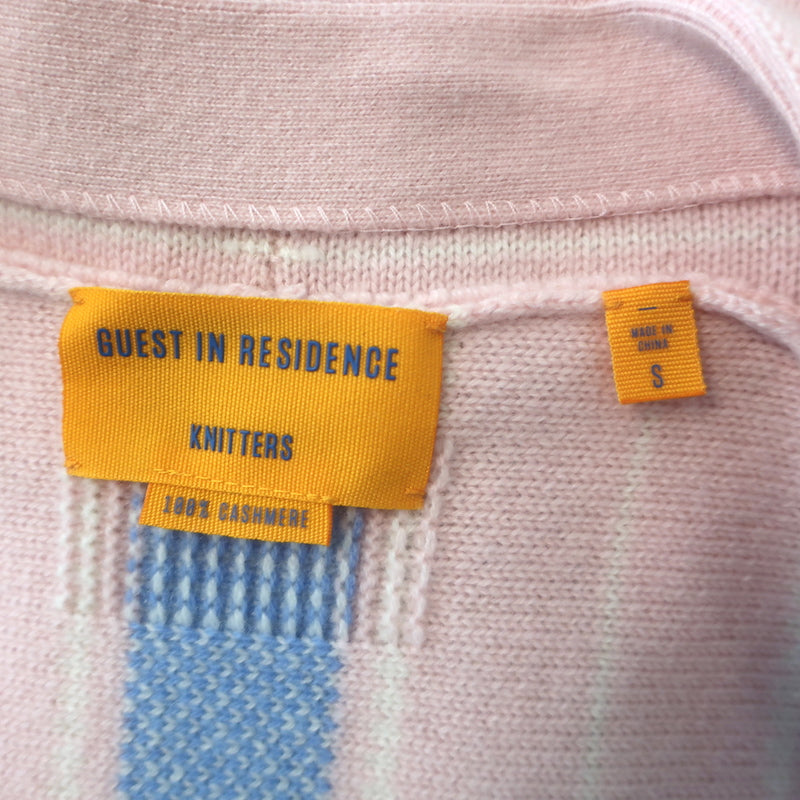 GUEST IN RESIDENCE
KNITTERS
100% CASHMERE
MADE IN
CHINA
S